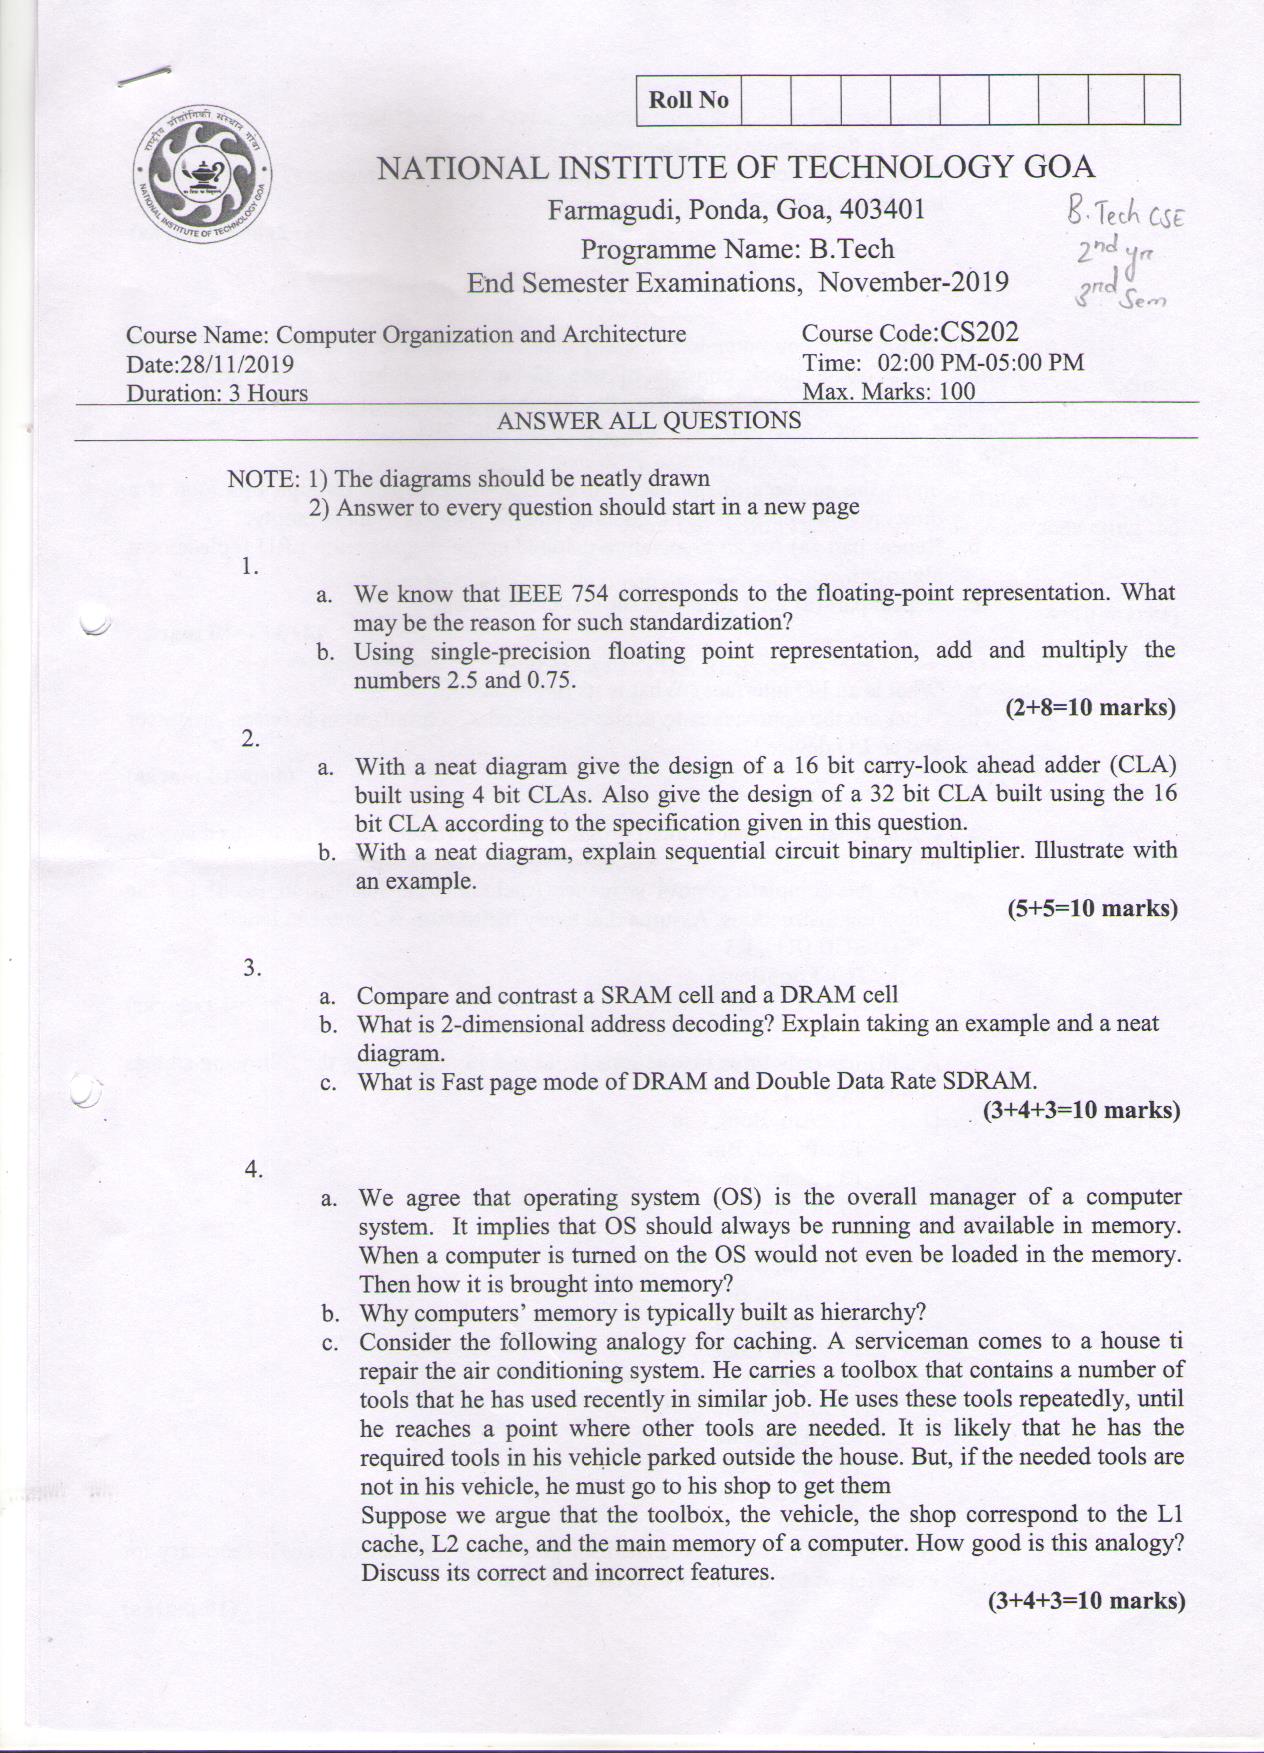 Roll No
राष्ट्रीय प्रौद्योगिकी संस्थान गोवा
NATIONAL INSTITUTE OF TECHNOLOGY GOA
NATIONAL INSTITUTE OF TECHNOLOGY GOA
Farmagudi, Ponda, Goa, 403401
Programme Name: B.Tech
End Semester Examinations, November-2019
B.Tech CSE
2nd yr
3nd Sem
Course Name: Computer Organization and Architecture
Course Code:CS202
Date:28/11/2019
Time: 02:00 PM-05:00 PM
Duration: 3 Hours
Max. Marks: 100
ANSWER ALL QUESTIONS
NOTE: 1) The diagrams should be neatly drawn
2) Answer to every question should start in a new page
1.
a. We know that IEEE 754 corresponds to the floating-point representation. What
may be the reason for such standardization?
b. Using single-precision floating point representation, add and multiply the
numbers 2.5 and 0.75.
(2+8=10 marks)
2.
a. With a neat diagram give the design of a 16 bit carry-look ahead adder (CLA)
built using 4 bit CLAs. Also give the design of a 32 bit CLA built using the 16
bit CLA according to the specification given in this question.
b. With a neat diagram, explain sequential circuit binary multiplier. Illustrate with
an example.
(5+5=10 marks)
3.
a. Compare and contrast a SRAM cell and a DRAM cell
b. What is 2-dimensional address decoding? Explain taking an example and a neat
diagram.
c. What is Fast page mode of DRAM and Double Data Rate SDRAM.
(3+4+3=10 marks)
4.
a. We agree that operating system (OS) is the overall manager of a computer
system. It implies that OS should always be running and available in memory.
When a computer is turned on the OS would not even be loaded in the memory.
Then how it is brought into memory?
b. Why computers' memory is typically built as hierarchy?
c. Consider the following analogy for caching. A serviceman comes to a house ti
repair the air conditioning system. He carries a toolbox that contains a number of
tools that he has used recently in similar job. He uses these tools repeatedly, until
he reaches a point where other tools are needed. It is likely that he has the
required tools in his vehicle parked outside the house. But, if the needed tools are
not in his vehicle, he must go to his shop to get them
Suppose we argue that the toolbox, the vehicle, the shop correspond to the L1
cache, L2 cache, and the main memory of a computer. How good is this analogy?
Discuss its correct and incorrect features.
(3+4+3=10 marks)